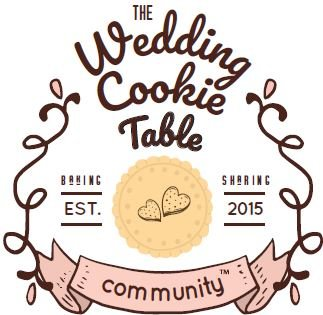 THE
Wedding
Cookie
Table
BAKING SHARING
EST. 2015
community™